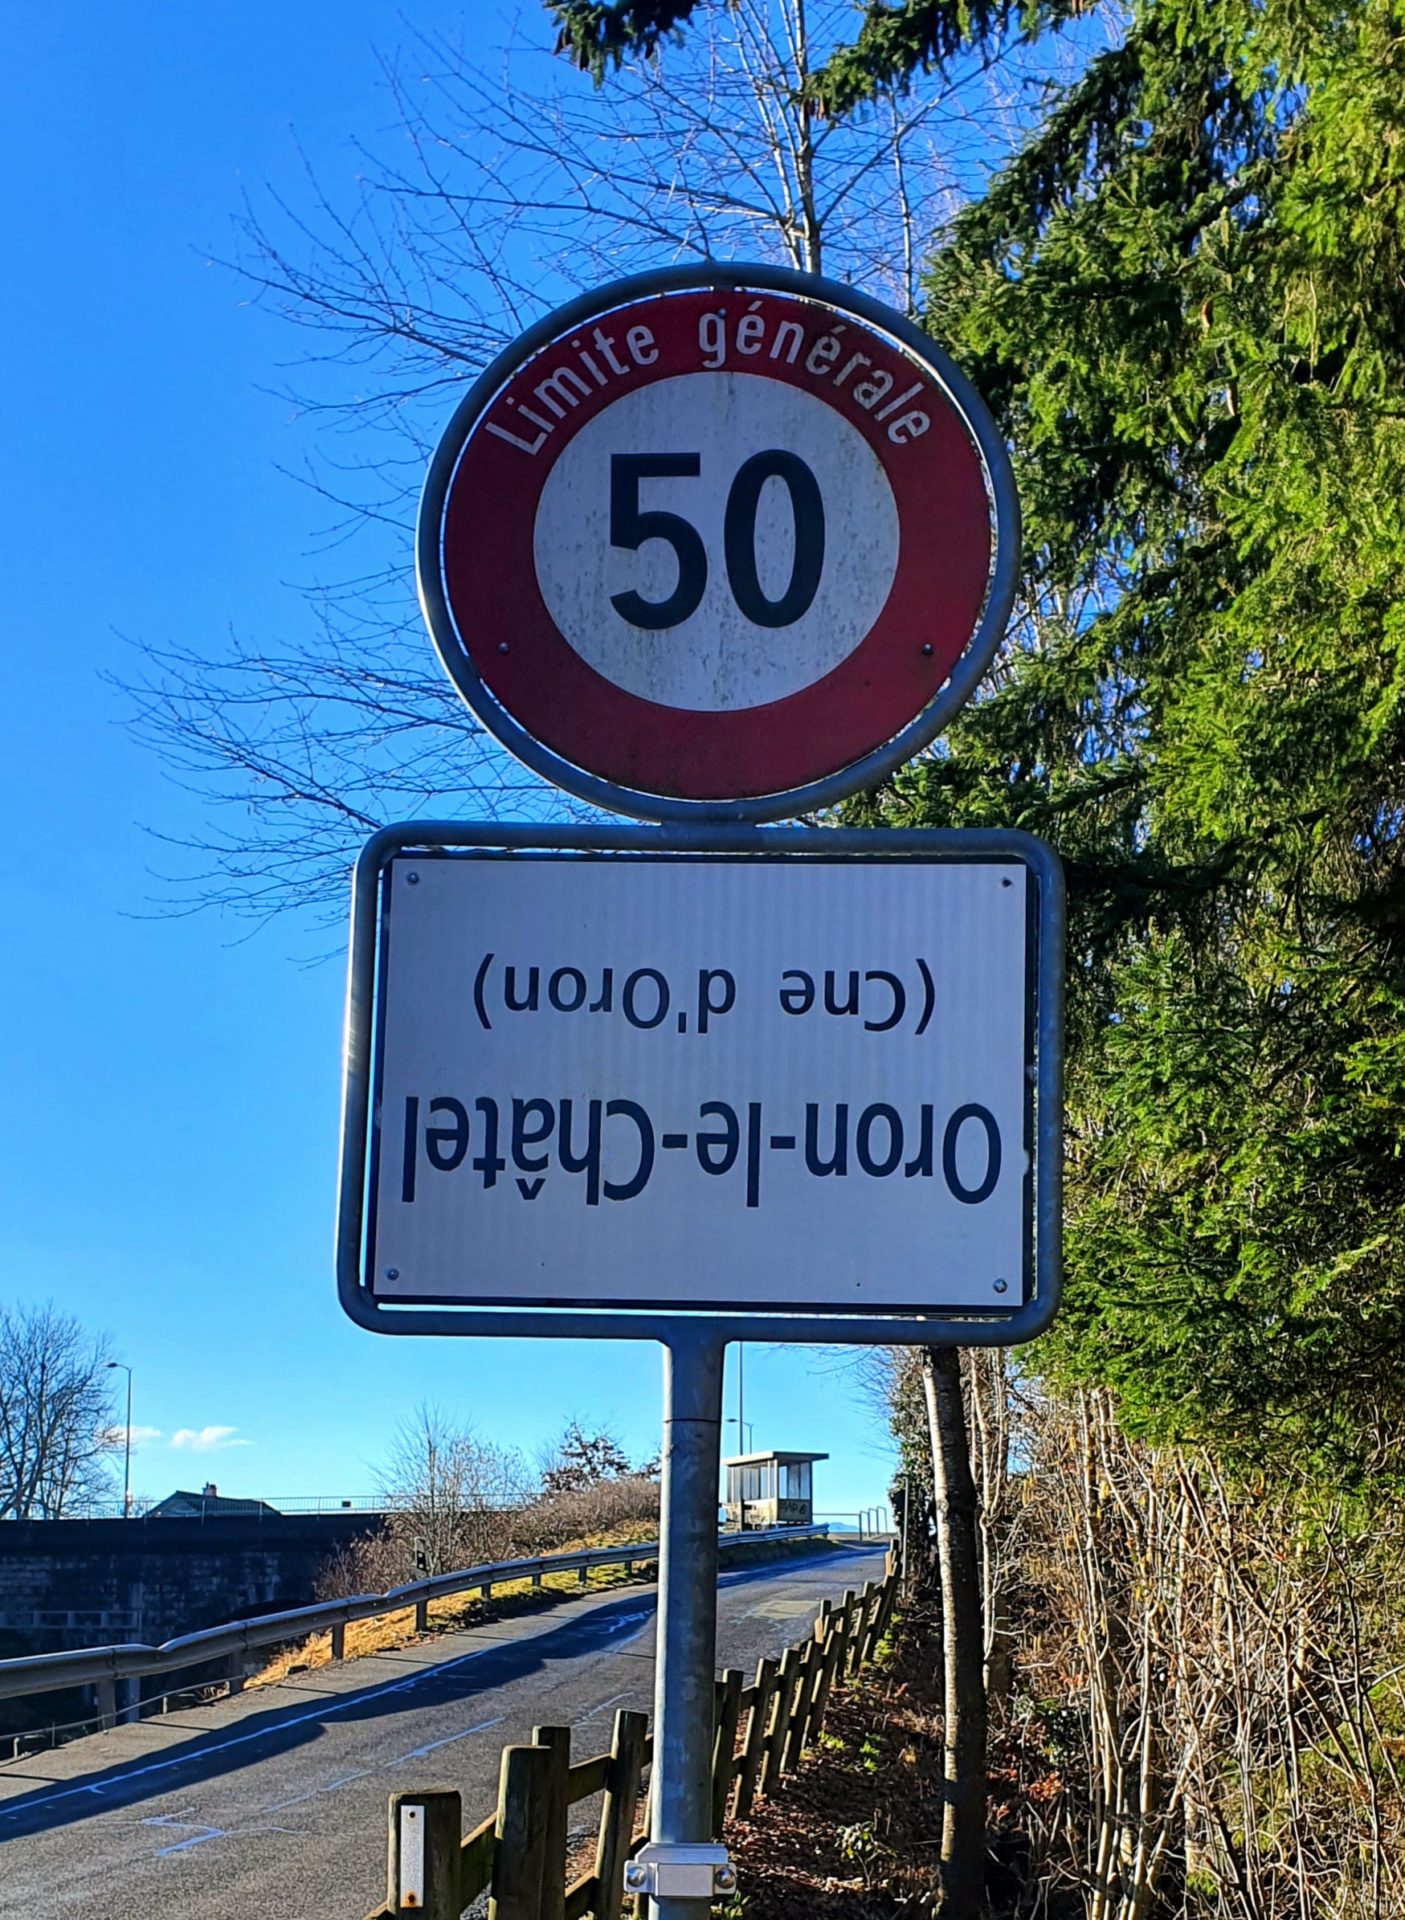 Limite générale
50
Oron-le-Châtel
(Cne d'Oron)